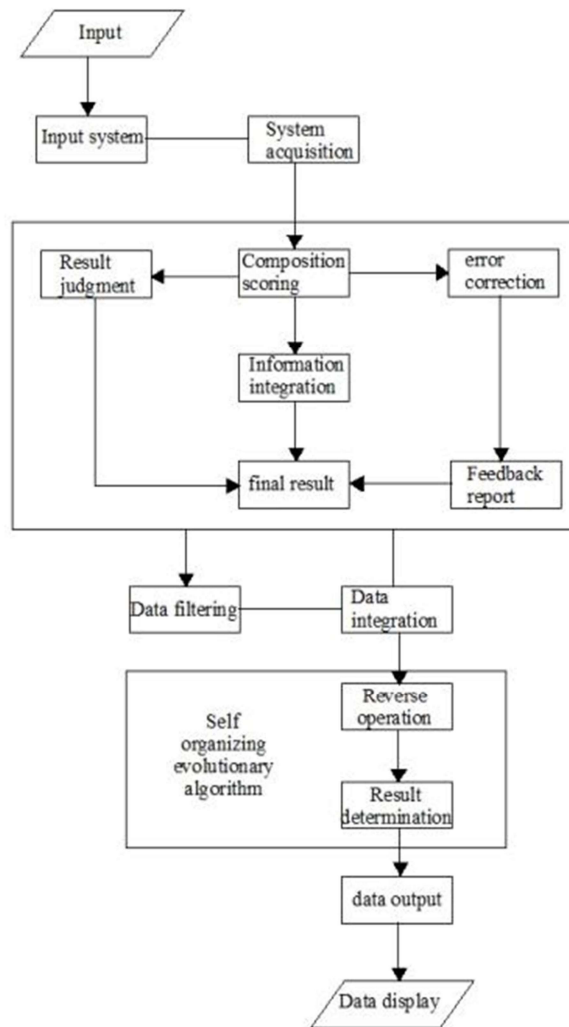 Input
Input system
System
acquisition
Result
judgment
Composition
scoring
error
correction
Information
integration
final result
Feedback
report
Data filtering
Data
integration
Self
organizing
evolutionary
algorithm
Reverse
operation
Result
determination
data output
Data display